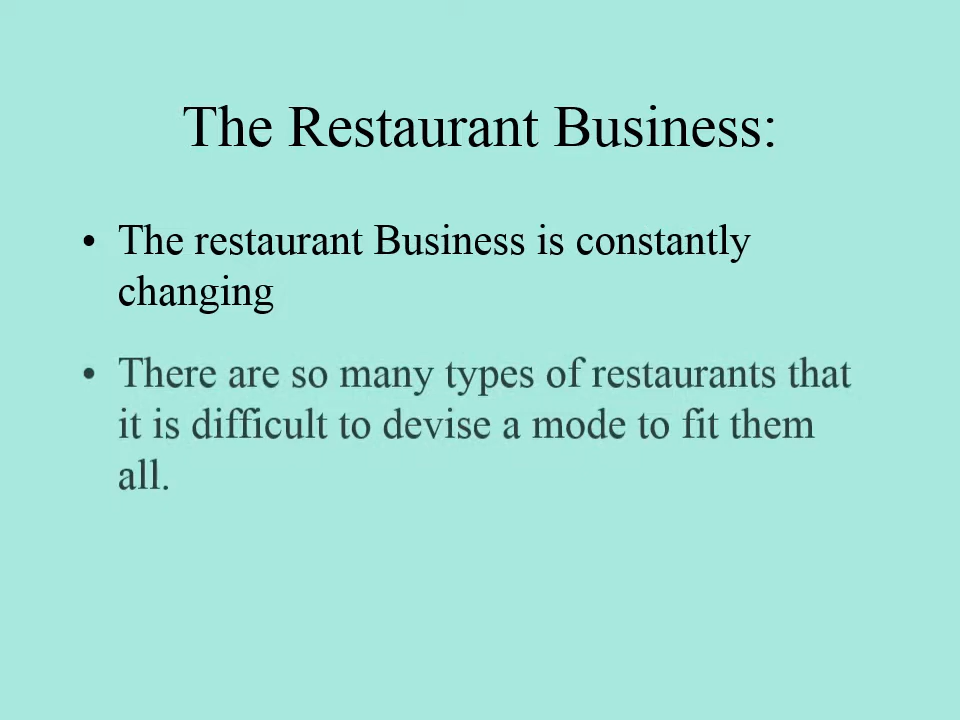 The Restaurant Business:
• The restaurant Business is constantly
changing
• There are so many types of restaurants that
it is difficult to devise a mode to fit them
all.